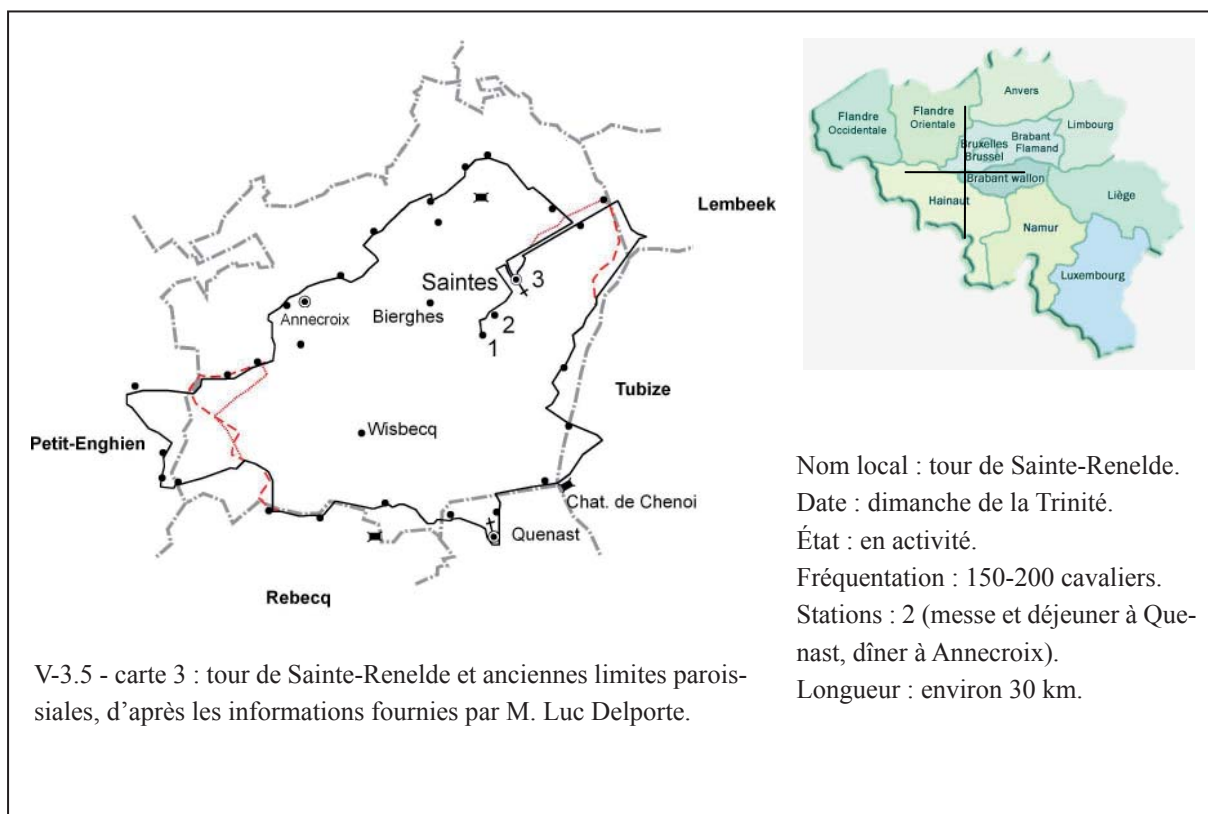 Lembeek
Saintes
3
Annecroix
Bierghes
2
1
Tubize
Petit-Enghien
Wisbecq
Chat. de Chenoi
Quenast
Rebecq
V-3.5 - carte 3 : tour de Sainte-Renelde et anciennes limites parois-
siales, d’après les informations fournies par M. Luc Delporte.
Anvers
Flandre
Occidentale
Flandre
Orientale
Limbourg
Brabant
Flamand
Bruxelles
Brussel
Brabant wallon
Hainaut
Liège
Namur
Luxembourg
Nom local : tour de Sainte-Renelde.
Date : dimanche de la Trinité.
État : en activité.
Fréquentation : 150-200 cavaliers.
Stations : 2 (messe et déjeuner à Que-
nast, dîner à Annecroix).
Longueur : environ 30 km.